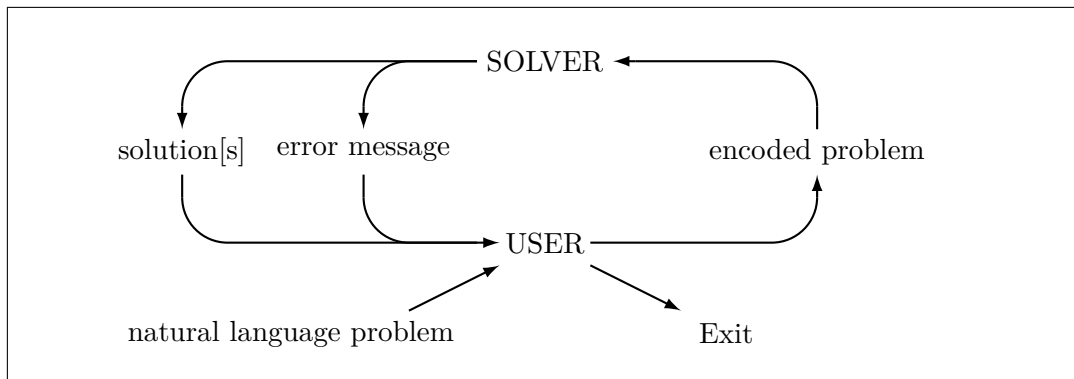 SOLVER
solution[s] error message encoded problem
USER
natural language problem Exit